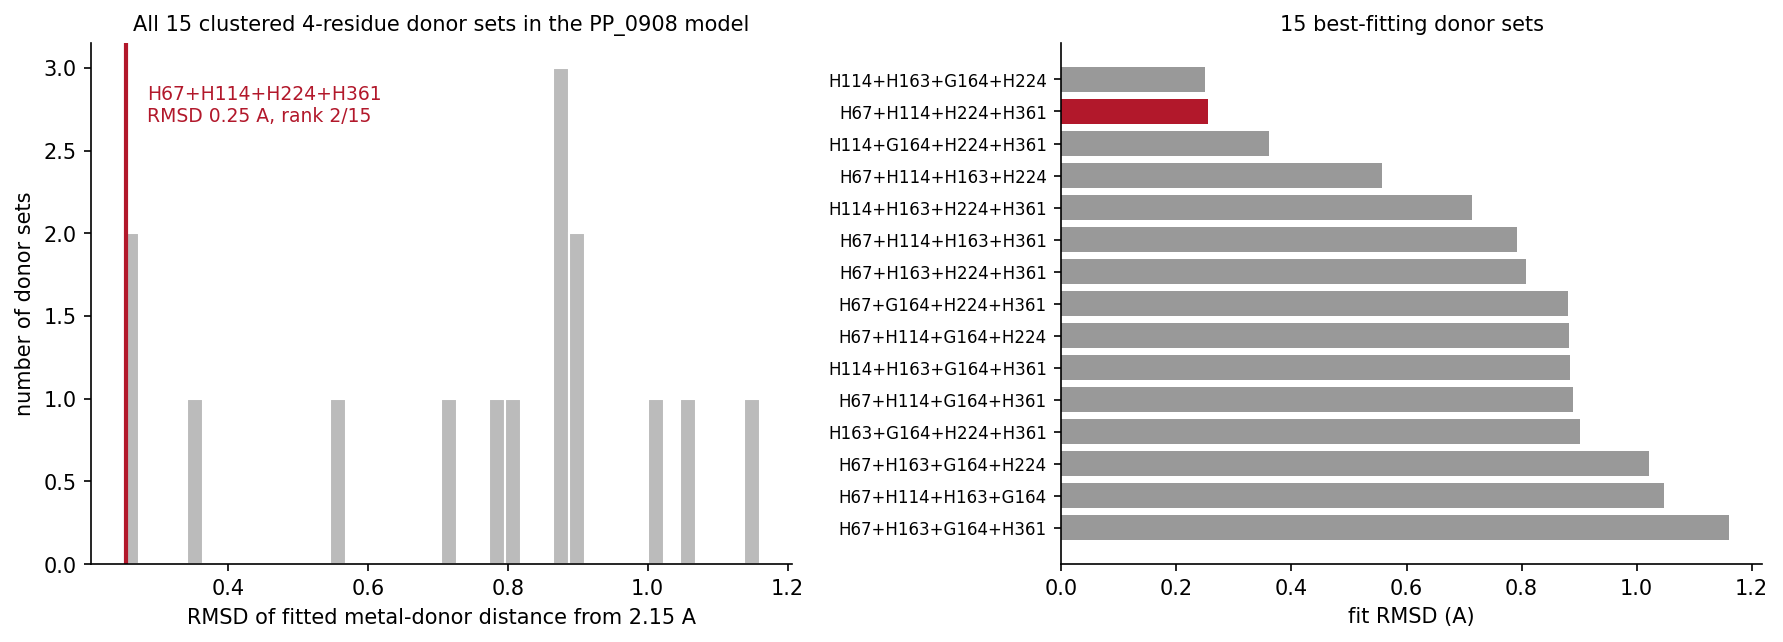 All 15 clustered 4-residue donor sets in the PP_0908 model
number of donor sets
3.0
2.5
2.0
1.5
1.0
0.5
0.0
H67+H114+H224+H361
RMSD 0.25 A, rank 2/15
0.4 0.6 0.8 1.0 1.2
RMSD of fitted metal-donor distance from 2.15 A
15 best-fitting donor sets
H114+H163+G164+H224
H67+H114+H224+H361
H114+G164+H224+H361
H67+H114+H163+H224
H114+H163+H224+H361
H67+H114+H163+H361
H67+H163+H224+H361
H67+G164+H224+H361
H67+H114+G164+H224
H114+H163+G164+H361
H67+H114+G164+H361
H163+G164+H224+H361
H67+H163+G164+H224
H67+H114+H163+G164
H67+H163+G164+H361
0.0 0.2 0.4 0.6 0.8 1.0 1.2
fit RMSD (A)